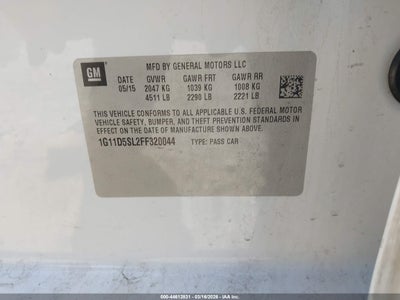 GM
MFD BY GENERAL MOTORS LLC
DATE GVWR GAWR FRT GAWR RR
05/15 2047 KG 1039 KG 1008 KG
4511 LB 2290 LB 2221 LB
THIS VEHICLE CONFORMS TO ALL APPLICABLE U.S. FEDERAL MOTOR
VEHICLE SAFETY, BUMPER, AND THEFT PREVENTION STANDARDS
IN EFFECT ON THE DATE OF MANUFACTURE SHOWN ABOVE.
1G11D5SL2FF320044 TYPE: PASS CAR